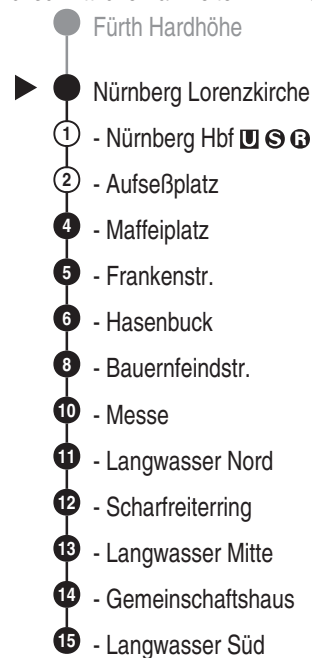 Fürth Hardhöhe
Nürnberg Lorenzkirche
1 - Nürnberg Hbf U S R
2 - Aufseßplatz
4 - Maffeiplatz
5 - Frankenstr.
6 - Hasenbuck
8 - Bauernfeindstr.
10 - Messe
11 - Langwasser Nord
12 - Scharfreiterring
13 - Langwasser Mitte
14 - Gemeinschaftshaus
15 - Langwasser Süd